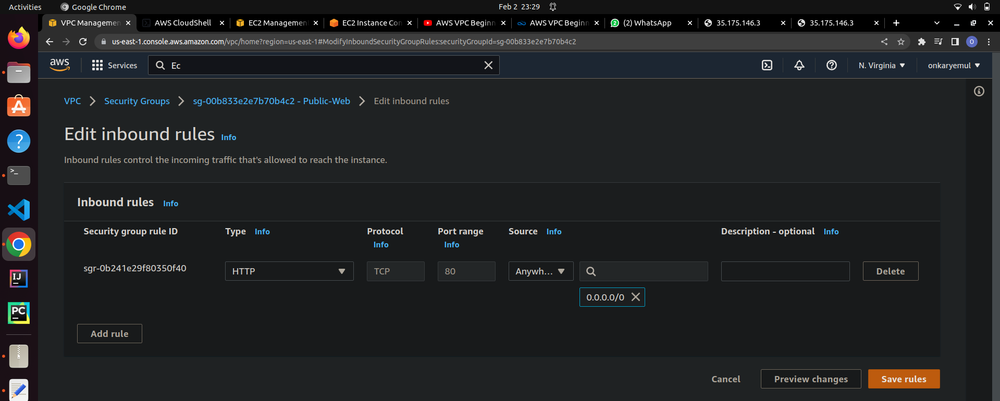 Activities
Google Chrome
Feb 2 23:29
VPC Managemen
AWS CloudShell
EC2 Management
EC2 Instance Con
AWS VPC Beginn
AWS VPC Beginn
(2) WhatsApp
35.175.146.3
35.175.146.3
us-east-1.console.aws.amazon.com/vpc/home?region=us-east-1#ModifyInboundSecurityGroupRules:securityGroupId=sg-00b833e2e7b70b4c2
O
aws
Services
Ec
N. Virginia
onkaryemul
VPC
Security Groups
sg-00b833e2e7b70b4c2 - Public-Web
Edit inbound rules
Edit inbound rules Info
Inbound rules control the incoming traffic that's allowed to reach the instance.
Inbound rules Info
Security group rule ID
Type Info
Protocol
Info
Port range
Info
Source Info
Description - optional Info
sgr-0b241e29f80350f40
HTTP
TCP
80
Anywh...
Delete
0.0.0.0/0
Add rule
Cancel
Preview changes
Save rules
IJ
PC